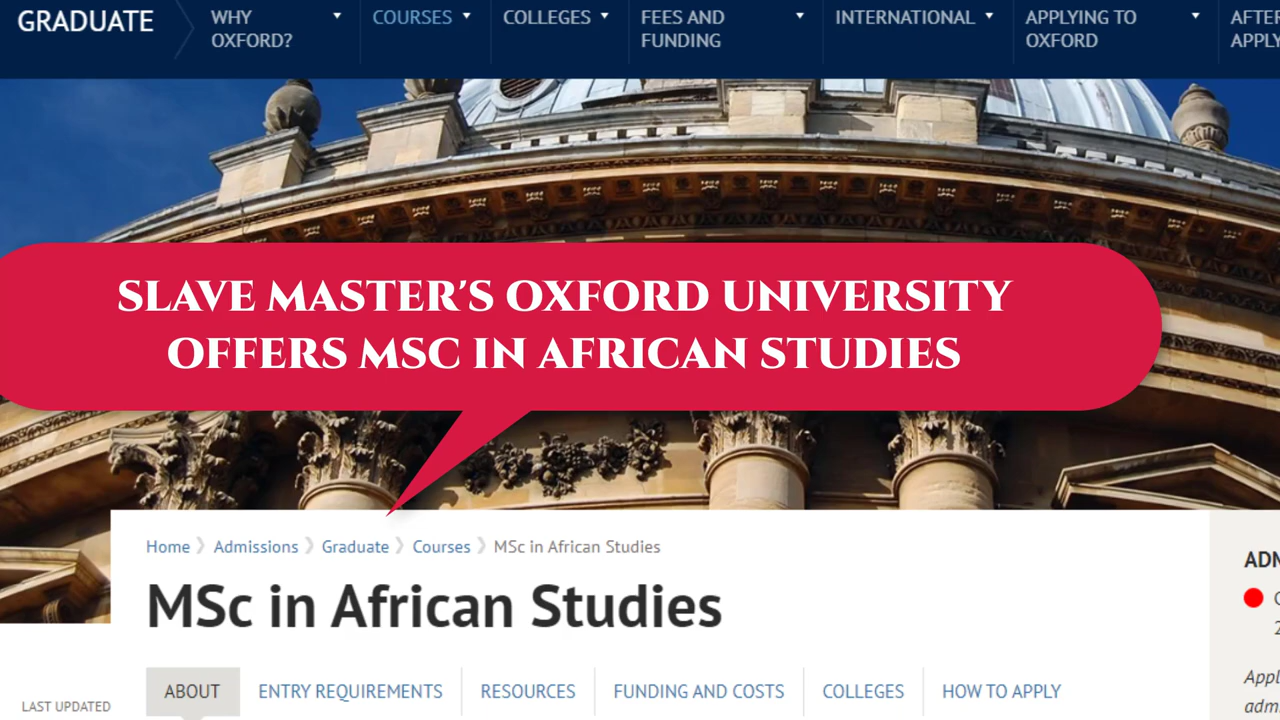 GRADUATE
WHY
OXFORD?
COURSES
COLLEGES
FEES AND
FUNDING
INTERNATIONAL
APPLYING TO
OXFORD
AFTER
APPLY
SLAVE MASTER'S OXFORD UNIVERSITY
OFFERS MSC IN AFRICAN STUDIES
Home
Admissions
Graduate
Courses
MSc in African Studies
MSc in African Studies
ABOUT
ENTRY REQUIREMENTS
RESOURCES
FUNDING AND COSTS
COLLEGES
HOW TO APPLY
LAST UPDATED